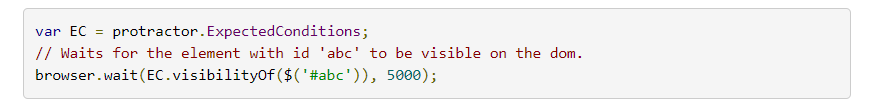 var EC = protractor.ExpectedConditions;
// Waits for the element with id 'abc' to be visible on the dom.
browser.wait(EC.visibilityOf($('#abc')), 5000);